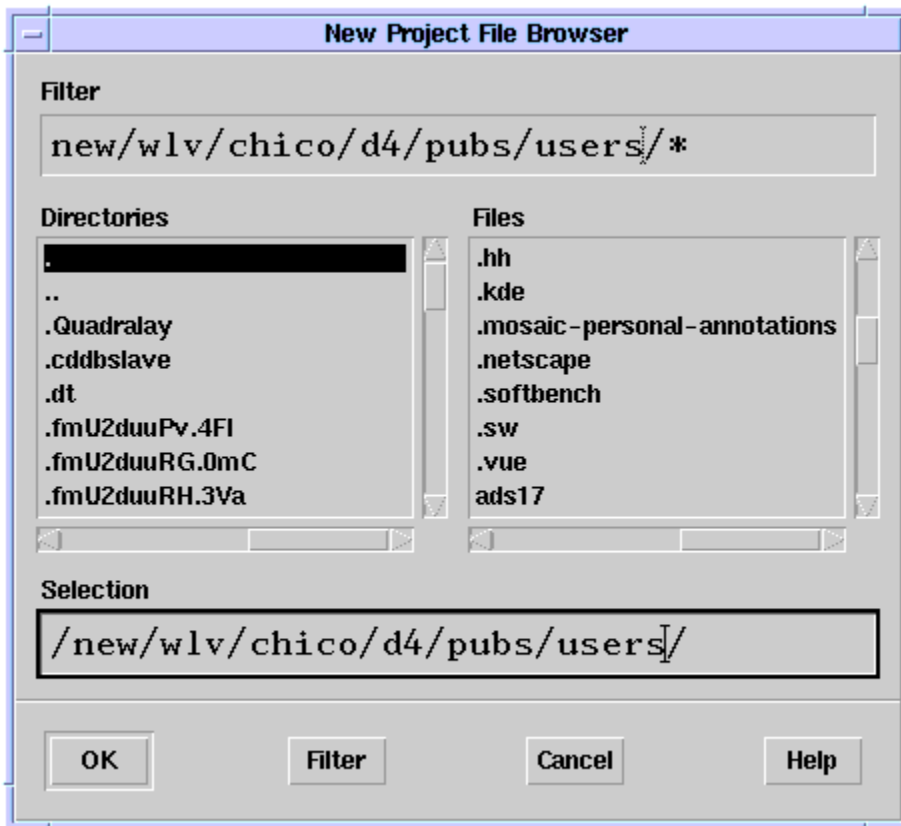 New Project File Browser
Filter
new/wlv/chico/d4/pubs/users/*
Directories
.
..
.Quadralay
.cddbslave
.dt
.fmU2duuPv.4Fl
.fmU2duuRG.0mC
.fmU2duuRH.3Va
Files
.hh
.kde
.mosaic-personal-annotations
.netscape
.softbench
.sw
.vue
ads17
Selection
/new/wlv/chico/d4/pubs/users/
OK
Filter
Cancel
Help